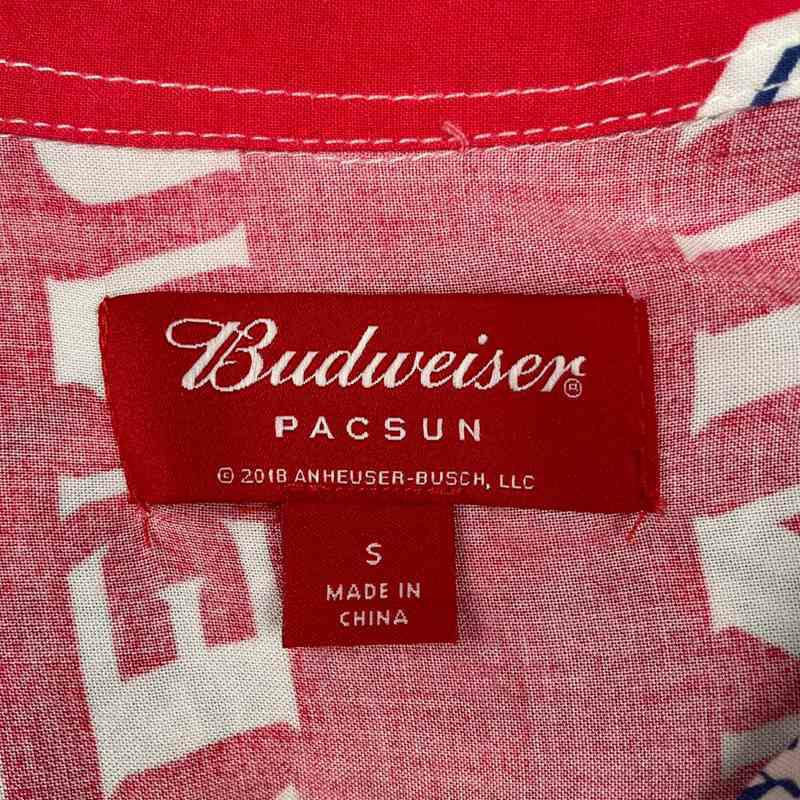 Budweiser®
PACSUN
© 2018 ANHEUSER-BUSCH, LLC
S
MADE IN
CHINA